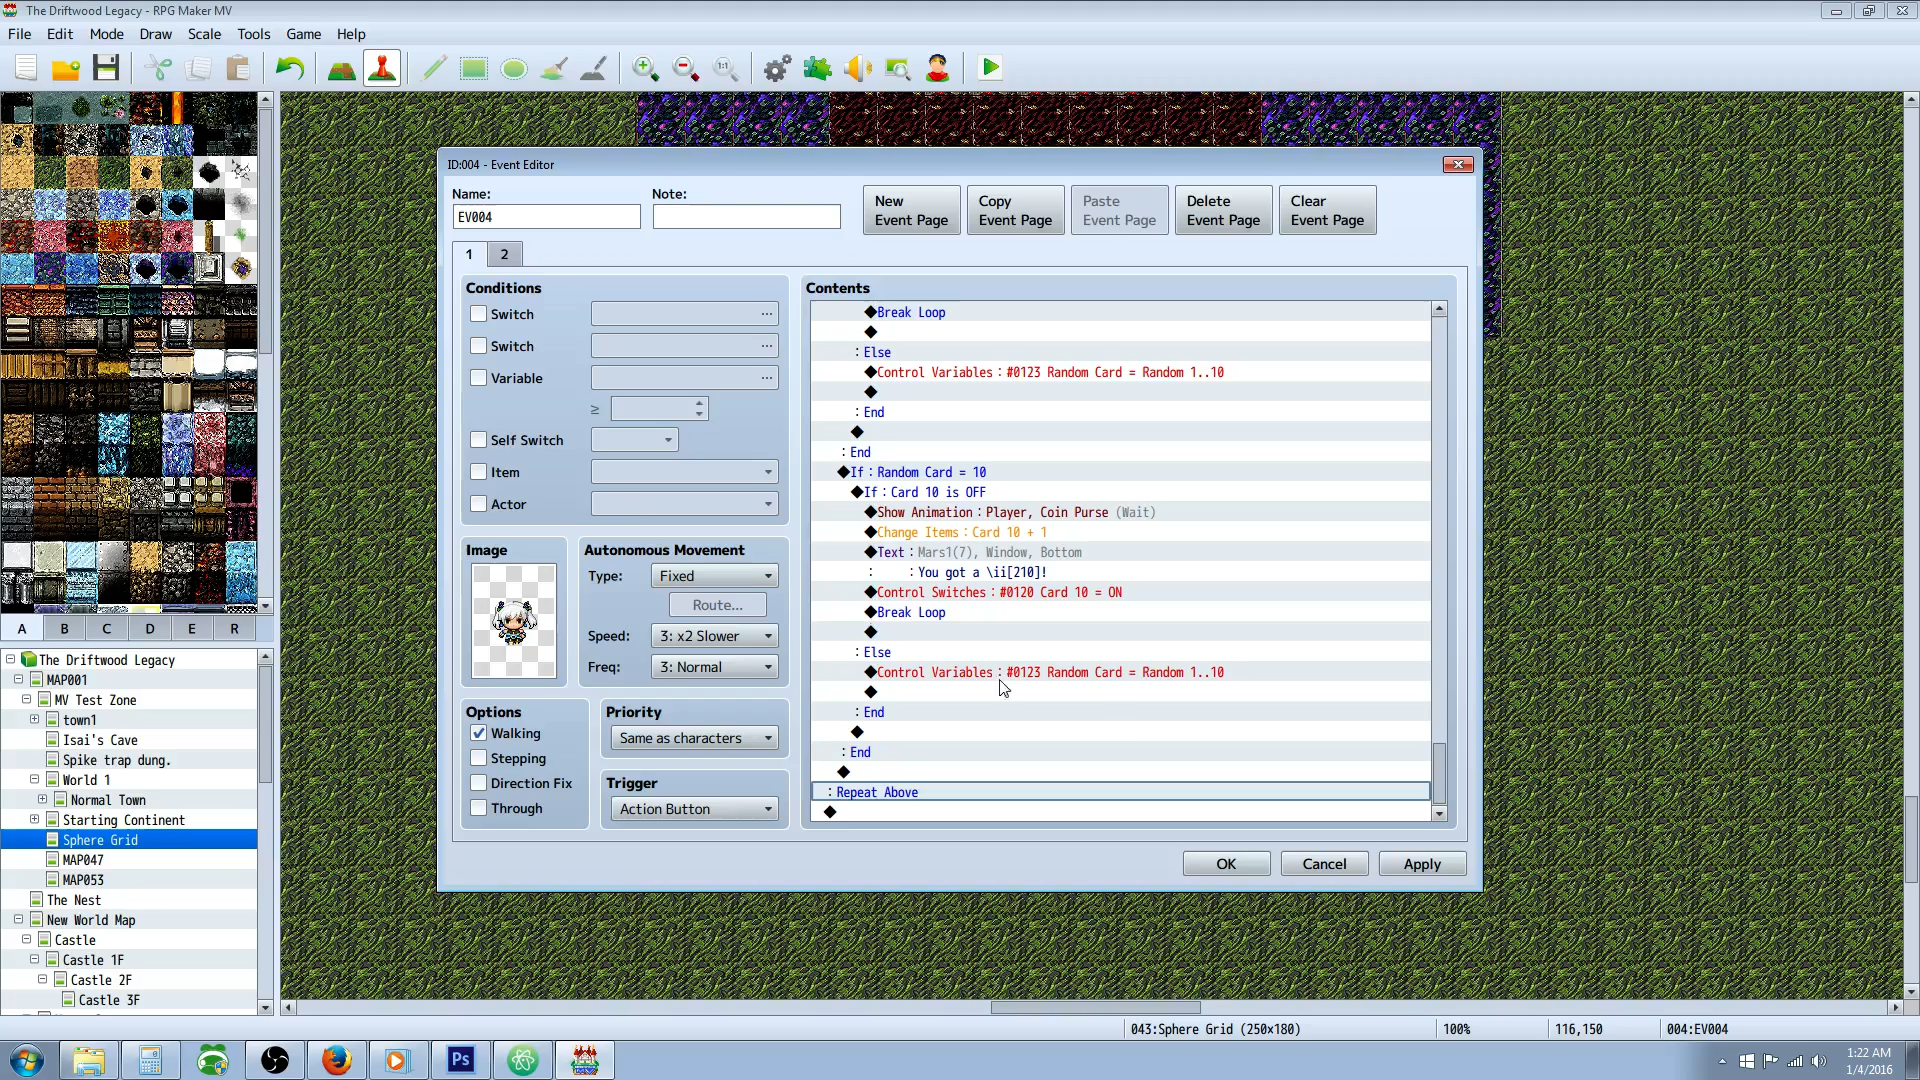 The Driftwood Legacy - RPG Maker MV
File Edit Mode Draw Scale Tools Game Help
1:1
ID:004 - Event Editor
Name:
Note:
EV004
New
Event Page
Copy
Event Page
Paste
Event Page
Delete
Event Page
Clear
Event Page
1 2
Conditions
Switch ...
Switch ...
Variable ...
≥
Self Switch
Item
Actor
Image
Autonomous Movement
Type: Fixed
Route...
Speed: 3: x2 Slower
Freq: 3: Normal
Options
Walking
Stepping
Direction Fix
Through
Priority
Same as characters
Trigger
Action Button
Contents
◆Break Loop
◆
: Else
◆Control Variables : #0123 Random Card = Random 1..10
◆
: End
◆
: End
◆If : Random Card = 10
◆If : Card 10 is OFF
◆Show Animation : Player, Coin Purse (Wait)
◆Change Items : Card 10 + 1
◆Text : Mars1(7), Window, Bottom
: : You got a \ii[210]!
◆Control Switches : #0120 Card 10 = ON
◆Break Loop
◆
: Else
◆Control Variables : #0123 Random Card = Random 1..10
◆
: End
◆
: End
◆
: Repeat Above
◆
OK Cancel Apply
A B C D E R
The Driftwood Legacy
MAP001
MV Test Zone
town1
Isai's Cave
Spike trap dung.
World 1
Normal Town
Starting Continent
Sphere Grid
MAP047
MAP053
The Nest
New World Map
Castle
Castle 1F
Castle 2F
Castle 3F
043:Sphere Grid (250x180) 100% 116,150 004:EV004
Ps
1:22 AM
1/4/2016